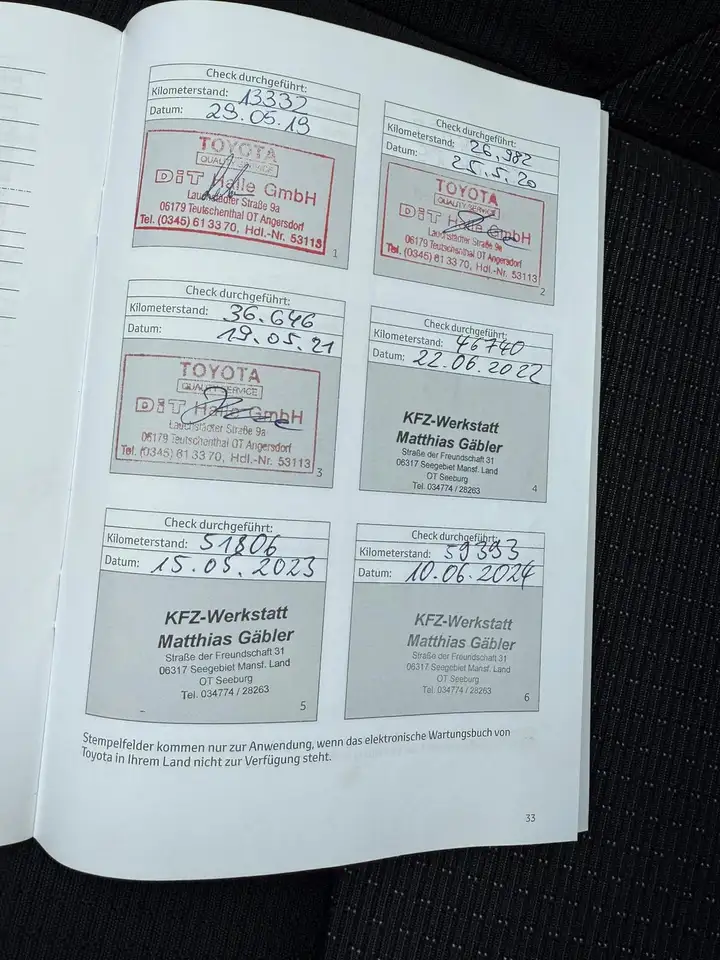 Check durchgeführt:
Kilometerstand: 13332
Datum: 29.05.19
TOYOTA
QUALITY SERVICE
DiT Halle GmbH
Lauchstädter Straße 9a
06179 Teutschenthal OT Angersdorf
Tel. (0345) 61 33 70, Hdl.-Nr. 53113
1
Check durchgeführt:
Kilometerstand: 26.982
Datum: 25.5.20
TOYOTA
QUALITY SERVICE
DiT Halle GmbH
Lauchstädter Straße 9a
06179 Teutschenthal OT Angersdorf
Tel. (0345) 61 33 70, Hdl.-Nr. 53113
2
Check durchgeführt:
Kilometerstand: 36.646
Datum: 19.05.21
TOYOTA
QUALITY SERVICE
DiT Halle GmbH
Lauchstädter Straße 9a
06179 Teutschenthal OT Angersdorf
Tel. (0345) 61 33 70, Hdl.-Nr. 53113
3
Check durchgeführt:
Kilometerstand: 46740
Datum: 22.06.2022
KFZ-Werkstatt
Matthias Gäbler
Straße der Freundschaft 31
06317 Seegebiet Mansf. Land
OT Seeburg
Tel. 034774 / 28263
4
Check durchgeführt:
Kilometerstand: 51806
Datum: 15.05.2023
KFZ-Werkstatt
Matthias Gäbler
Straße der Freundschaft 31
06317 Seegebiet Mansf. Land
OT Seeburg
Tel. 034774 / 28263
5
Check durchgeführt:
Kilometerstand: 59393
Datum: 10.06.2024
KFZ-Werkstatt
Matthias Gäbler
Straße der Freundschaft 31
06317 Seegebiet Mansf. Land
OT Seeburg
Tel. 034774 / 28263
6
Stempelfelder kommen nur zur Anwendung, wenn das elektronische Wartungsbuch von
Toyota in Ihrem Land nicht zur Verfügung steht.
33